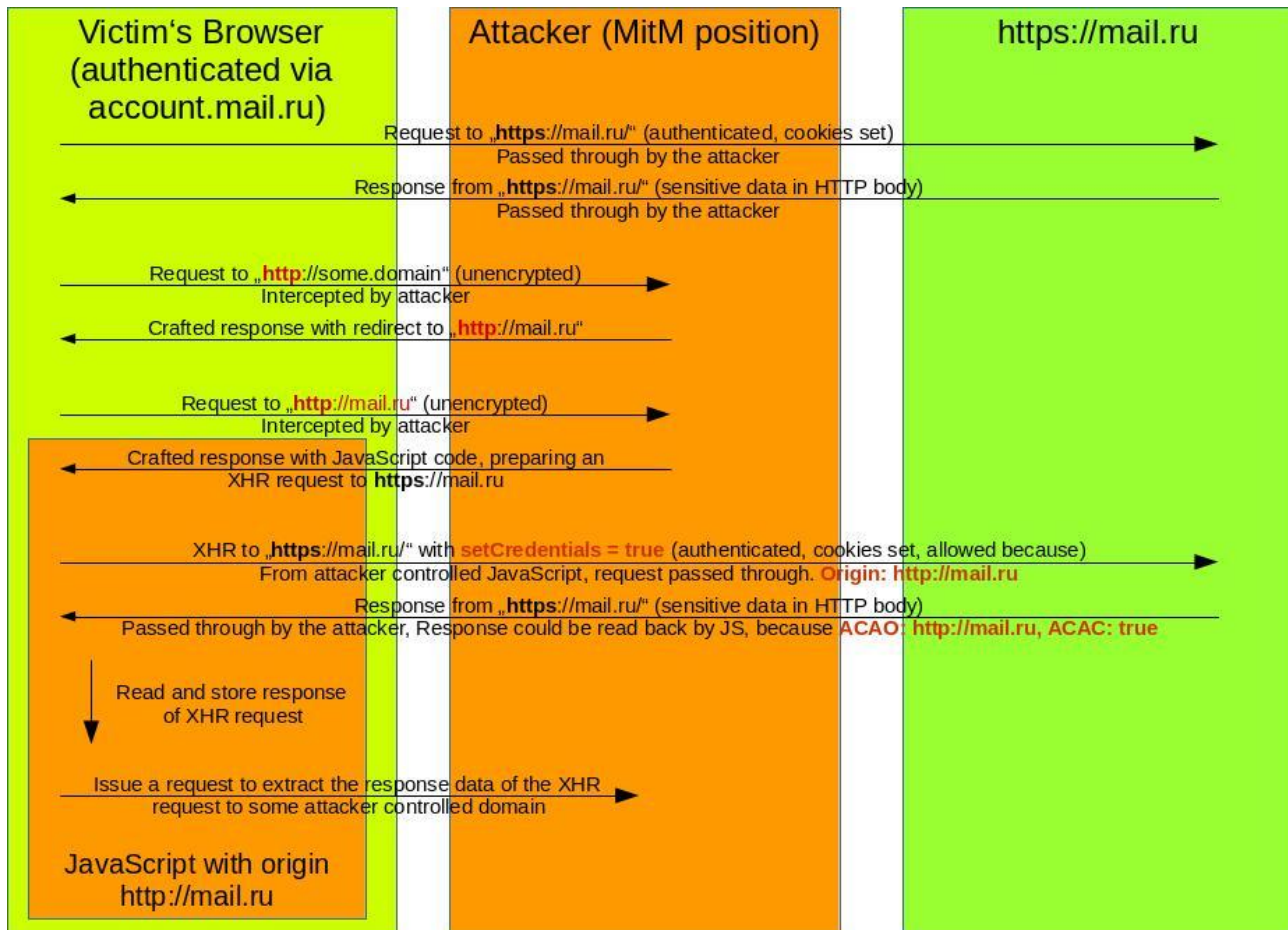 Victim‘s Browser
(authenticated via
account.mail.ru)
Attacker (MitM position)
https://mail.ru
Request to „https://mail.ru/“ (authenticated, cookies set)
Passed through by the attacker
Response from „https://mail.ru/“ (sensitive data in HTTP body)
Passed through by the attacker
Request to „http://some.domain“ (unencrypted)
Intercepted by attacker
Crafted response with redirect to „http://mail.ru“
Request to „http://mail.ru“ (unencrypted)
Intercepted by attacker
Crafted response with JavaScript code, preparing an
XHR request to https://mail.ru
XHR to „https://mail.ru/“ with setCredentials = true (authenticated, cookies set, allowed because)
From attacker controlled JavaScript, request passed through. Origin: http://mail.ru
Response from „https://mail.ru/“ (sensitive data in HTTP body)
Passed through by the attacker, Response could be read back by JS, because ACAO: http://mail.ru, ACAC: true
Read and store response
of XHR request
Issue a request to extract the response data of the XHR
request to some attacker controlled domain
JavaScript with origin
http://mail.ru